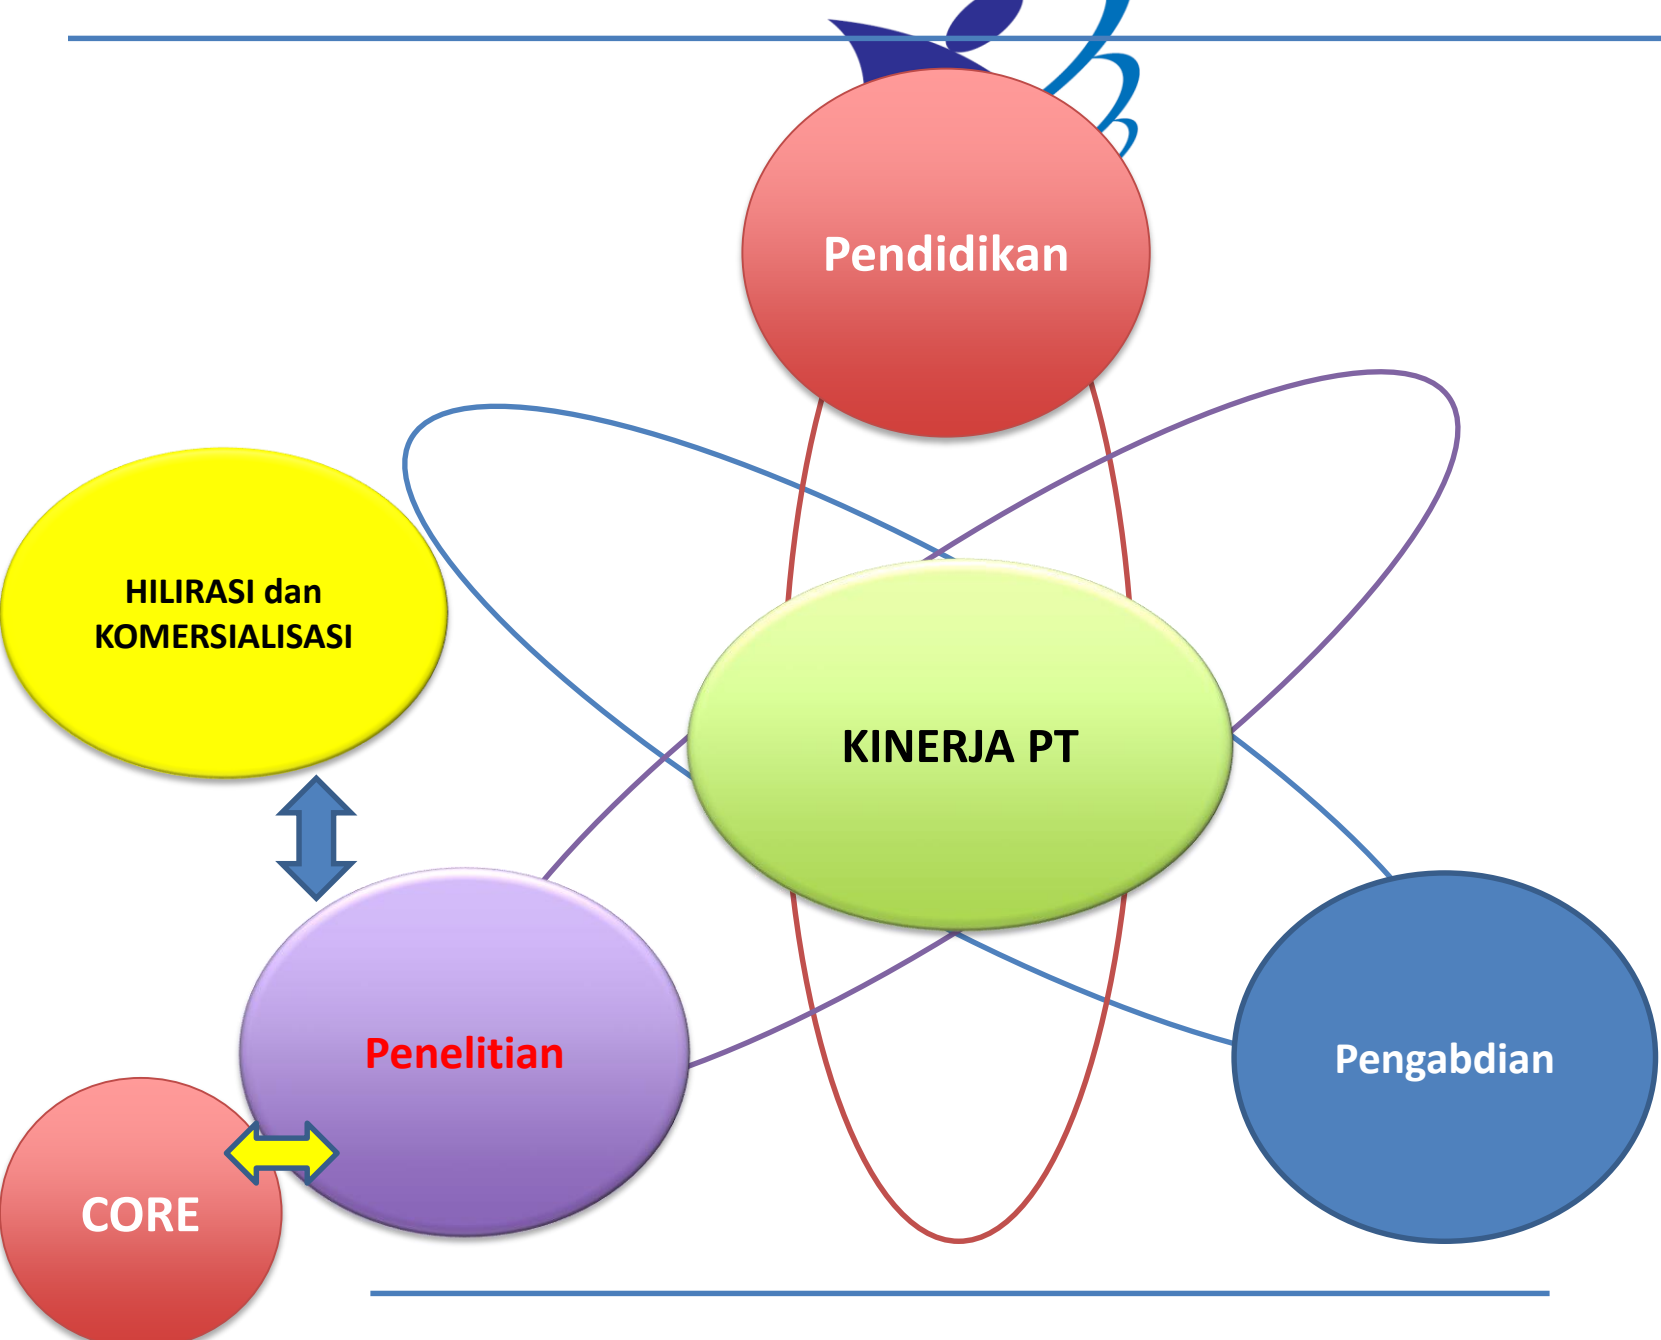 Pendidikan
HILIRASI dan
KOMERSIALISASI
KINERJA PT
Penelitian
Pengabdian
CORE